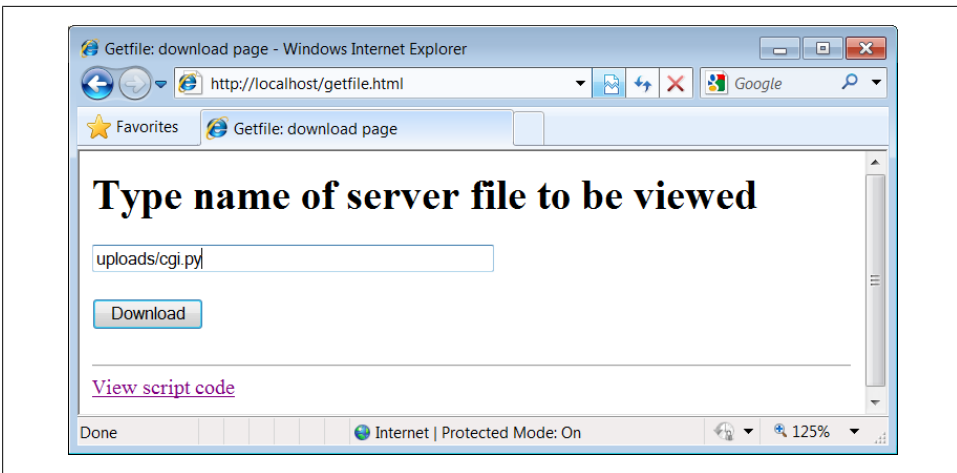 Getfile: download page - Windows Internet Explorer
http://localhost/getfile.html
Google
Favorites
Getfile: download page
Type name of server file to be viewed
uploads/cgi.py
Download
View script code
Done
Internet | Protected Mode: On
125%